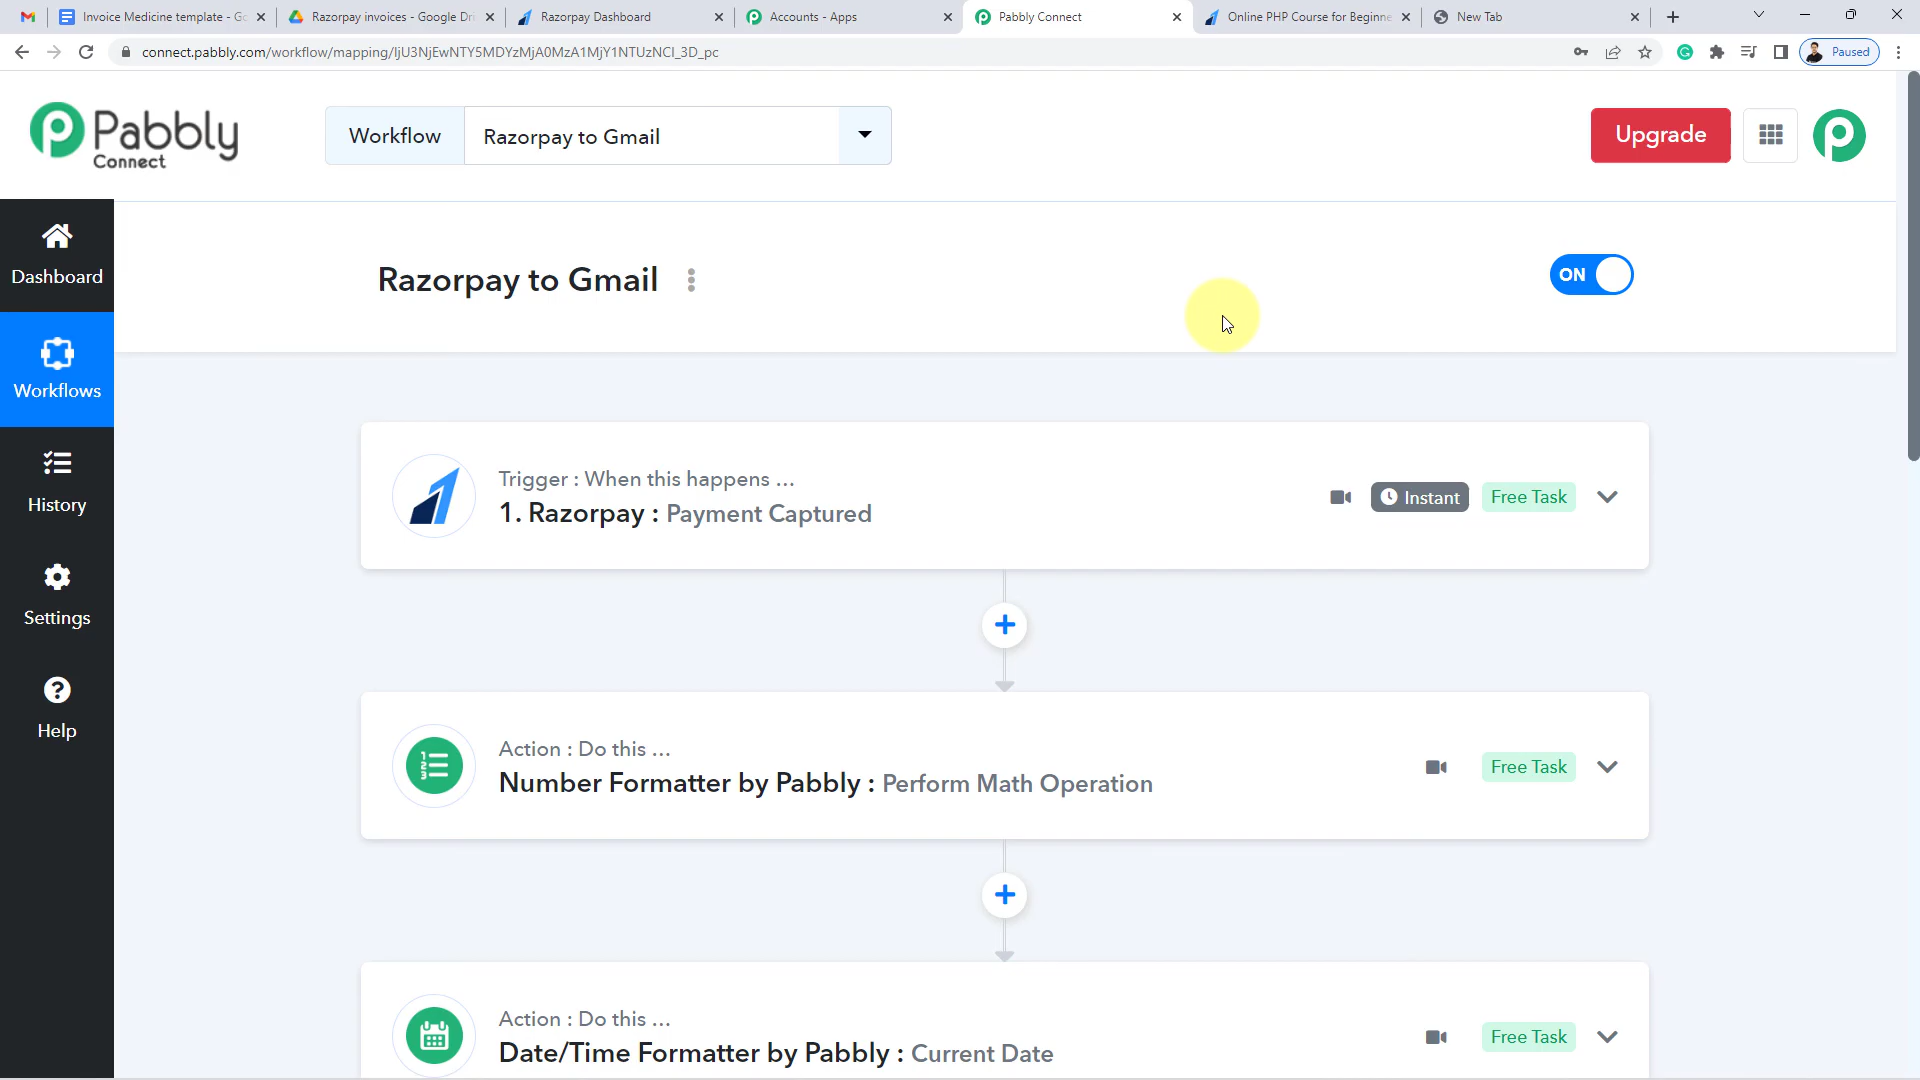 Invoice Medicine template - Go
Razorpay invoices - Google Dri
Razorpay Dashboard
Accounts - Apps
Pabbly Connect
Online PHP Course for Beginne
New Tab
connect.pabbly.com/workflow/mapping/IjU3NjEwNTY5MDYzMjA0MzA1MjY1NTUzNCI_3D_pc
Paused
Pabbly
Connect
Workflow
Razorpay to Gmail
Upgrade
Dashboard
Workflows
History
Settings
Help
Razorpay to Gmail
ON
Trigger : When this happens ...
1. Razorpay : Payment Captured
Instant
Free Task
Action : Do this ...
Number Formatter by Pabbly : Perform Math Operation
Free Task
Action : Do this ...
Date/Time Formatter by Pabbly : Current Date
Free Task